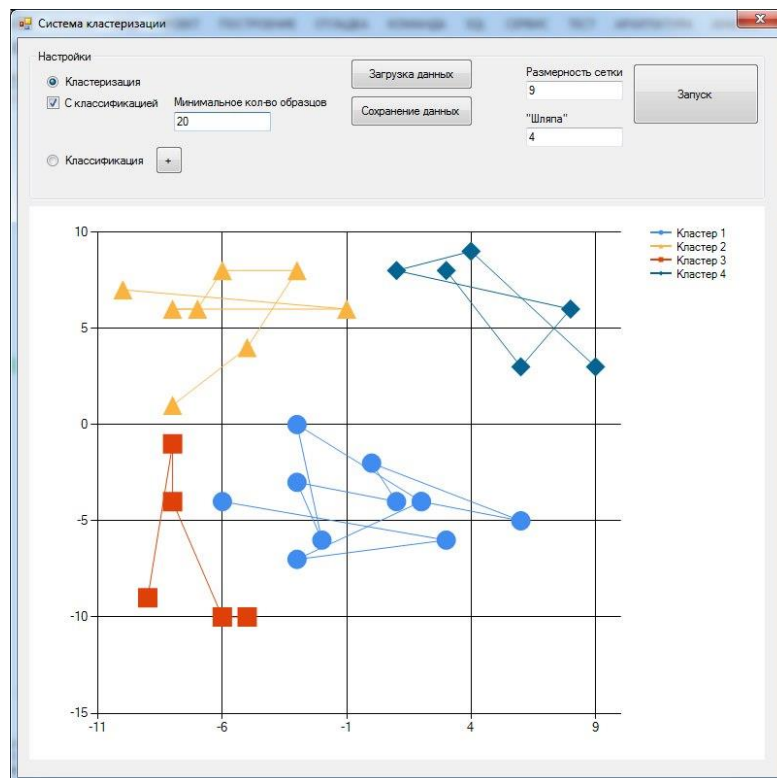 Система кластеризации
Настройки
Кластеризация
С классификацией
Минимальное кол-во образцов
20
Классификация
+
Загрузка данных
Сохранение данных
Размерность сетки
9
"Шляпа"
4
Запуск
10
5
0
-5
-10
-15
-11
-6
-1
4
9
Кластер 1
Кластер 2
Кластер 3
Кластер 4